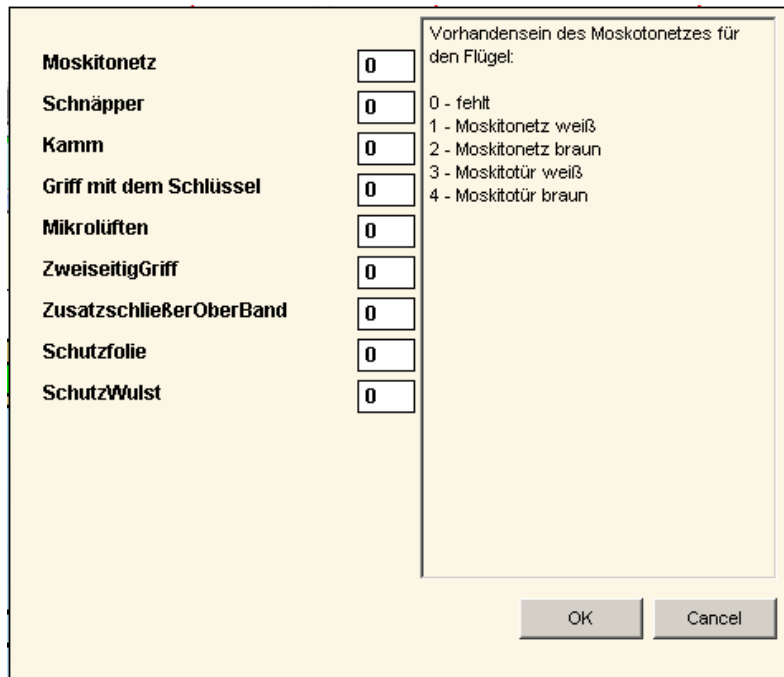 Moskitonetz 0
Schnäpper 0
Kamm 0
Griff mit dem Schlüssel 0
Mikrolüften 0
ZweiseitigGriff 0
ZusatzschließerOberBand 0
Schutzfolie 0
SchutzWulst 0
Vorhandensein des Moskotonetzes für
den Flügel:
0 - fehlt
1 - Moskitonetz weiß
2 - Moskitonetz braun
3 - Moskitotür weiß
4 - Moskitotür braun
OK Cancel